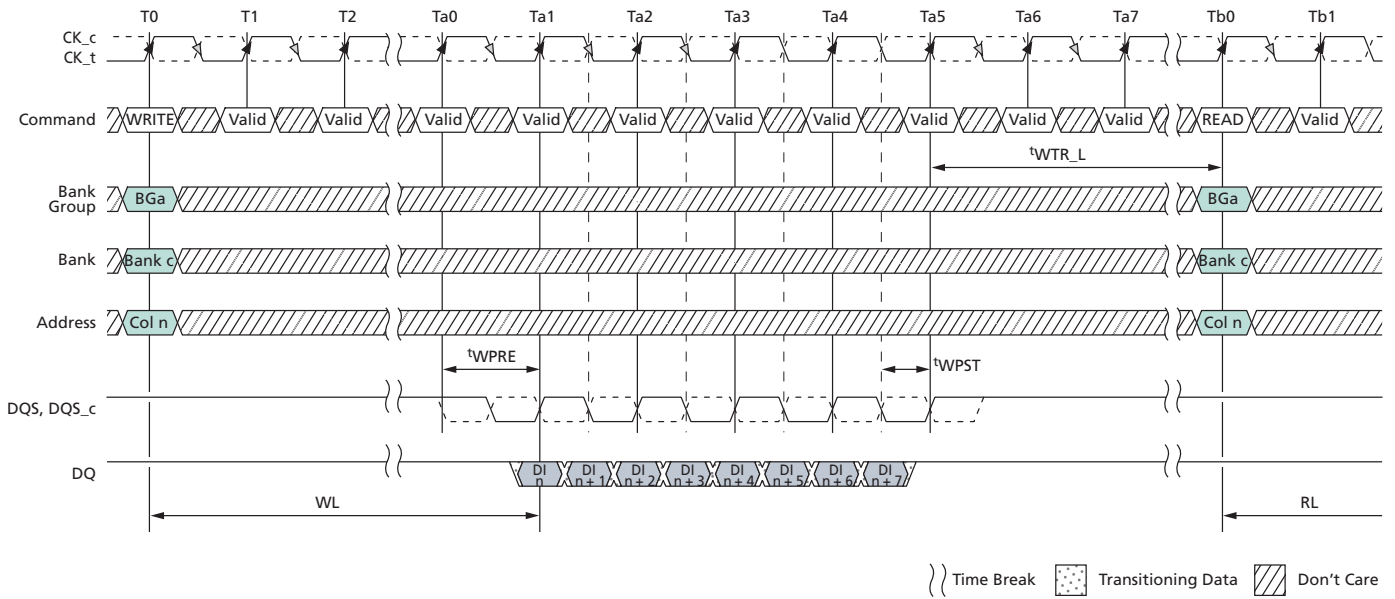 T0 T1 T2 Ta0 Ta1 Ta2 Ta3 Ta4 Ta5 Ta6 Ta7 Tb0 Tb1
CK_c
CK_t
Command WRITE Valid Valid Valid Valid Valid Valid Valid Valid Valid Valid READ Valid
tWTR_L
Bank Group BGa BGa
Bank Bank c Bank c
Address Col n Col n
tWPRE tWPST
DQS, DQS_c
DQ DI n DI n + 1 DI n + 2 DI n + 3 DI n + 4 DI n + 5 DI n + 6 DI n + 7
WL RL
Time Break Transitioning Data Don't Care